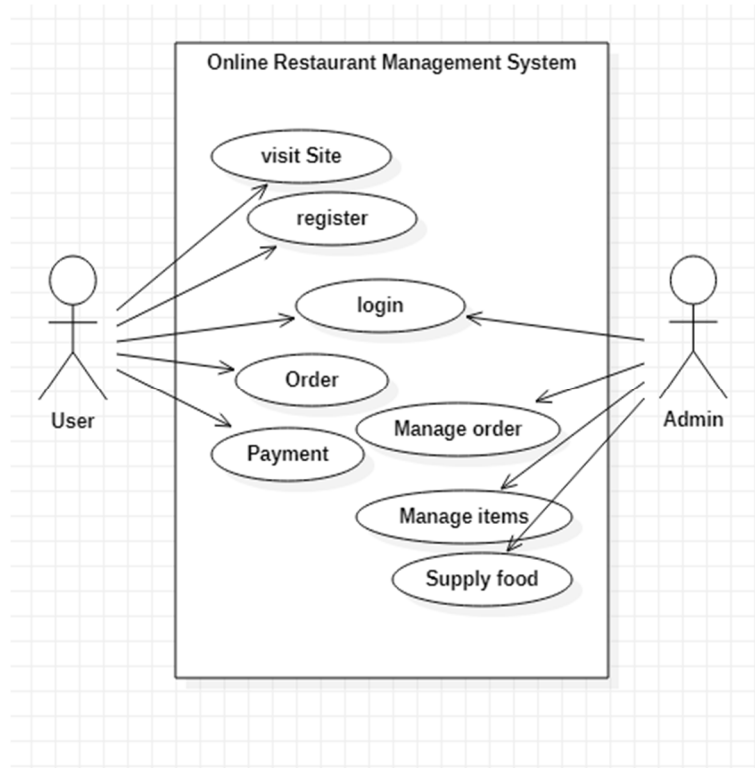 Online Restaurant Management System
visit Site
register
login
Order
User
Admin
Manage order
Payment
Manage items
Supply food